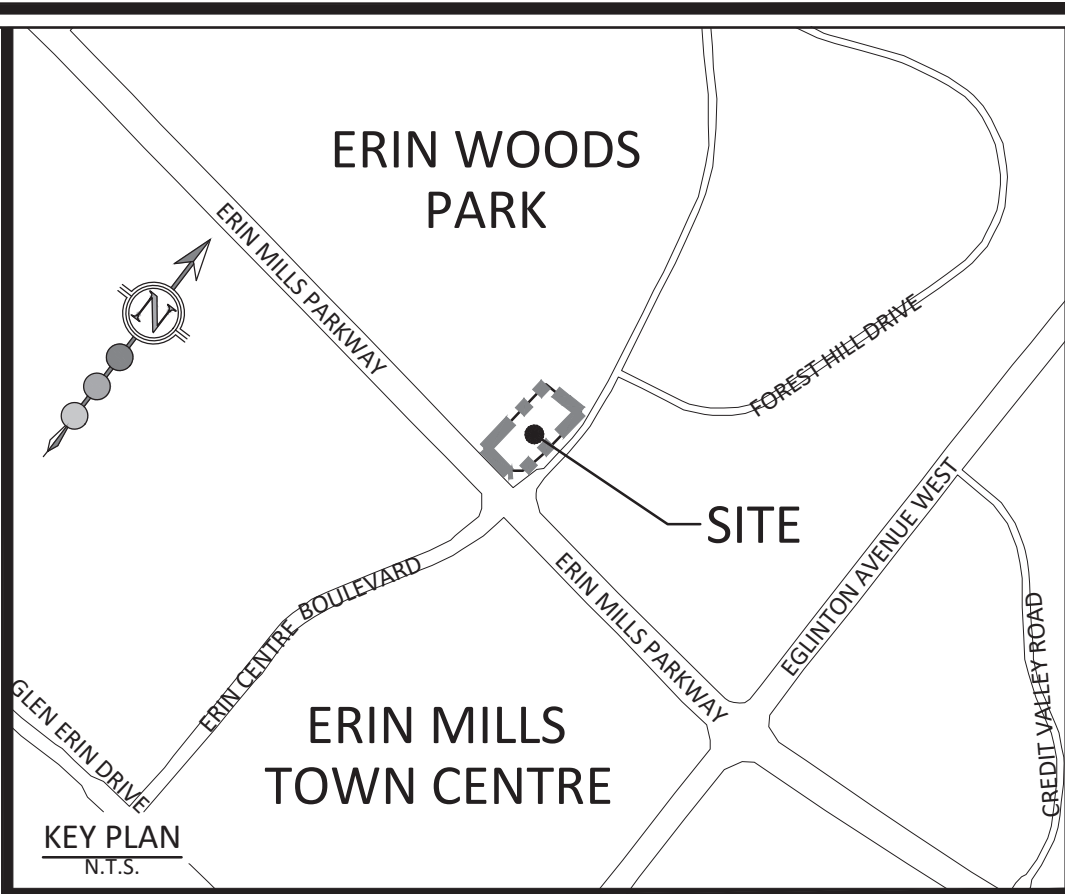 ERIN WOODS
PARK
ERIN MILLS PARKWAY
N
FOREST HILL DRIVE
SITE
EGLINTON AVENUE WEST
ERIN MILLS PARKWAY
ERIN CENTRE BOULEVARD
CREDIT VALLEY ROAD
GLEN ERIN DRIVE
ERIN MILLS
TOWN CENTRE
KEY PLAN
N.T.S.